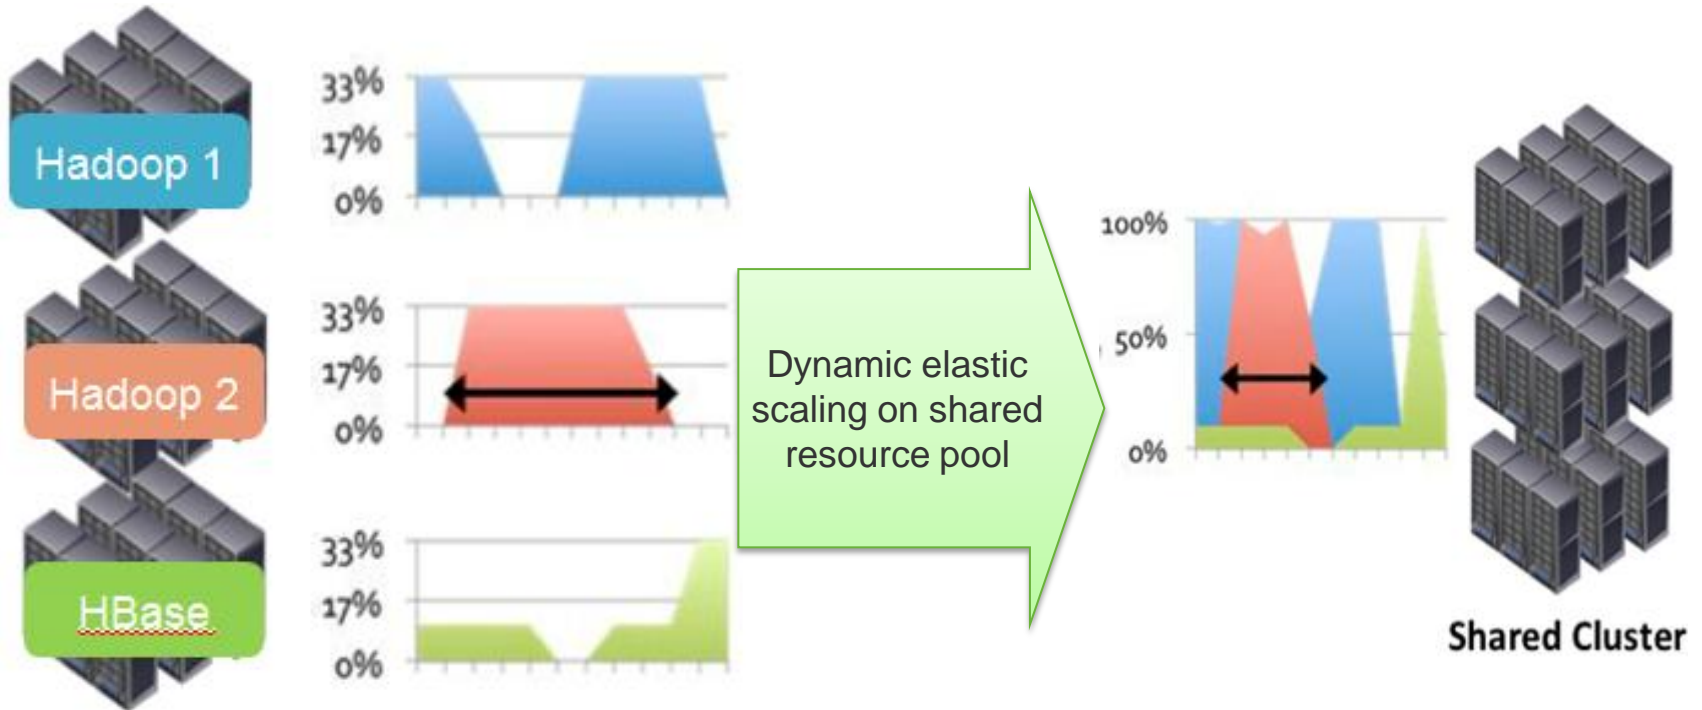 Hadoop 1
33%
17%
0%
Hadoop 2
33%
17%
0%
HBase
33%
17%
0%
Dynamic elastic
scaling on shared
resource pool
100%
50%
0%
Shared Cluster